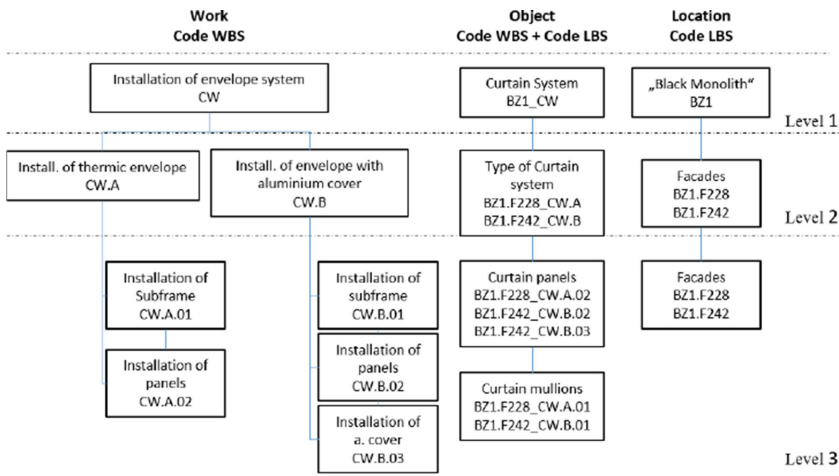 Work
Code WBS
Object
Code WBS + Code LBS
Location
Code LBS
Installation of envelope system
CW
Curtain System
BZ1_CW
„Black Monolith“
BZ1
Level 1
Install. of thermic envelope
CW.A
Install. of envelope with
aluminium cover
CW.B
Type of Curtain
system
BZ1.F228_CW.A
BZ1.F242_CW.B
Facades
BZ1.F228
BZ1.F242
Level 2
Installation of
Subframe
CW.A.01
Installation of
panels
CW.A.02
Installation of
subframe
CW.B.01
Installation of
panels
CW.B.02
Installation of
a. cover
CW.B.03
Curtain panels
BZ1.F228_CW.A.02
BZ1.F242_CW.B.02
BZ1.F242_CW.B.03
Curtain mullions
BZ1.F228_CW.A.01
BZ1.F242_CW.B.01
Facades
BZ1.F228
BZ1.F242
Level 3